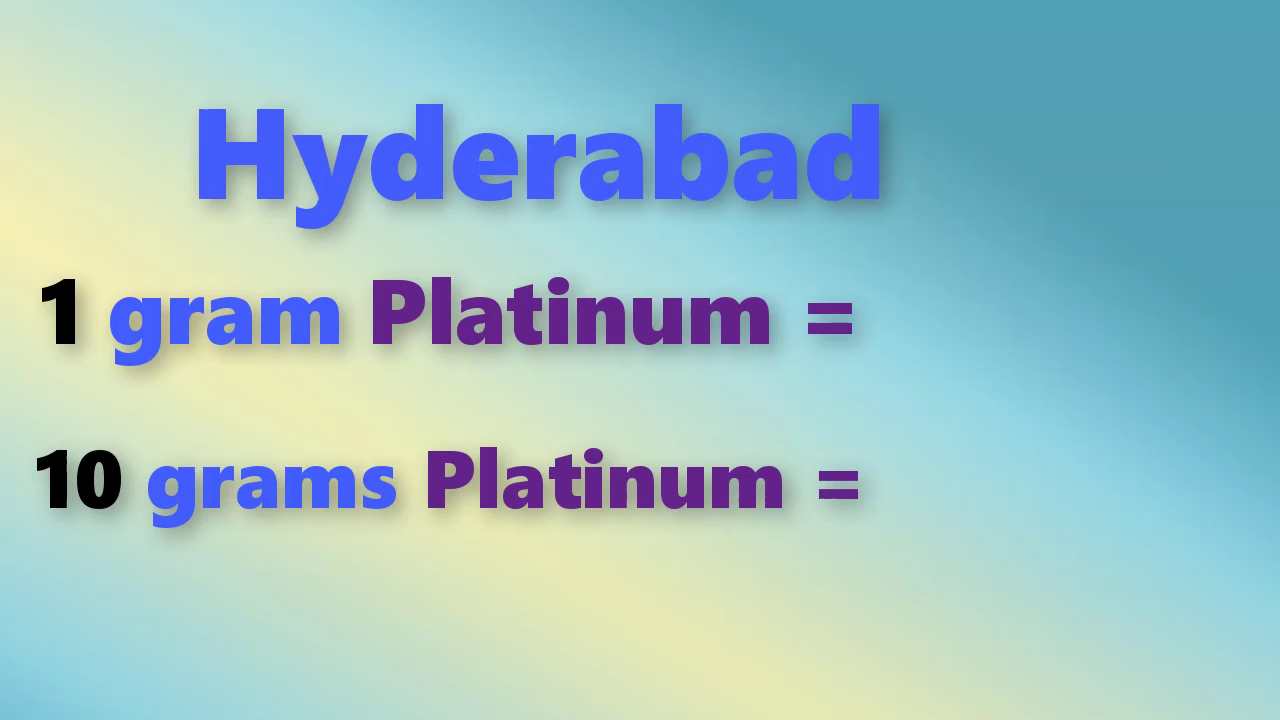 Hyderabad
1 gram Platinum =
10 grams Platinum =